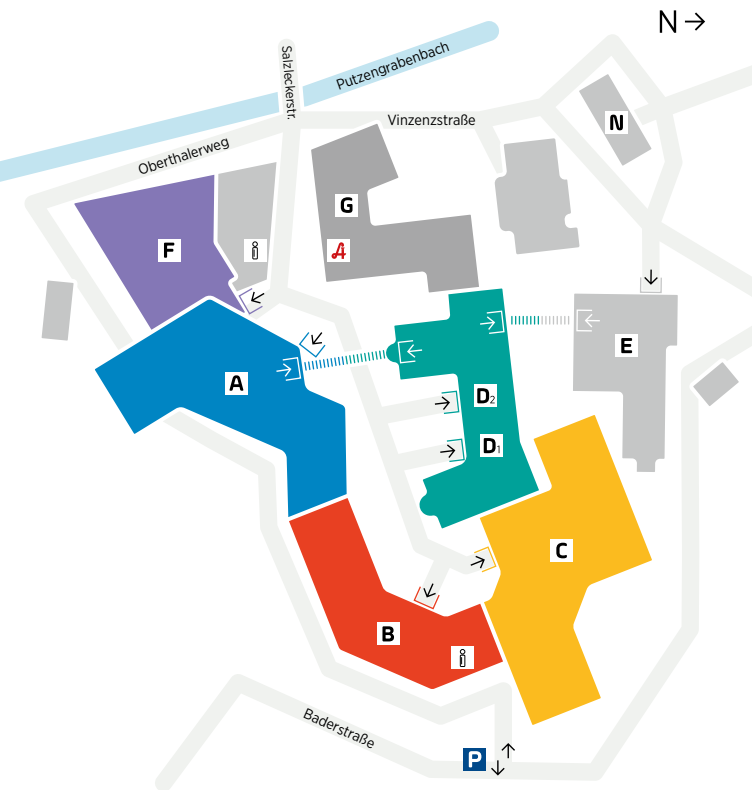 N →
Salzleckerstr.
Putzengrabenbach
Vinzenzstraße
Oberthalerweg
N
G
F
i
A
E
A
D2
D1
C
B
i
Baderstraße
P